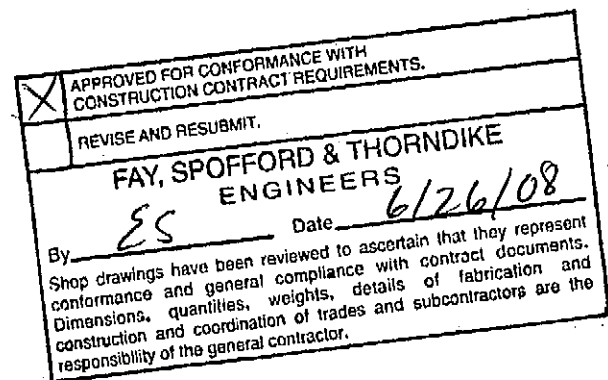 X APPROVED FOR CONFORMANCE WITH
CONSTRUCTION CONTRACT REQUIREMENTS.
REVISE AND RESUBMIT.
FAY, SPOFFORD & THORNDIKE
ENGINEERS
By ES Date 6/26/08
Shop drawings have been reviewed to ascertain that they represent
conformance and general compliance with contract documents.
Dimensions, quantities, weights, details of fabrication and
construction and coordination of trades and subcontractors are the
responsibility of the general contractor.